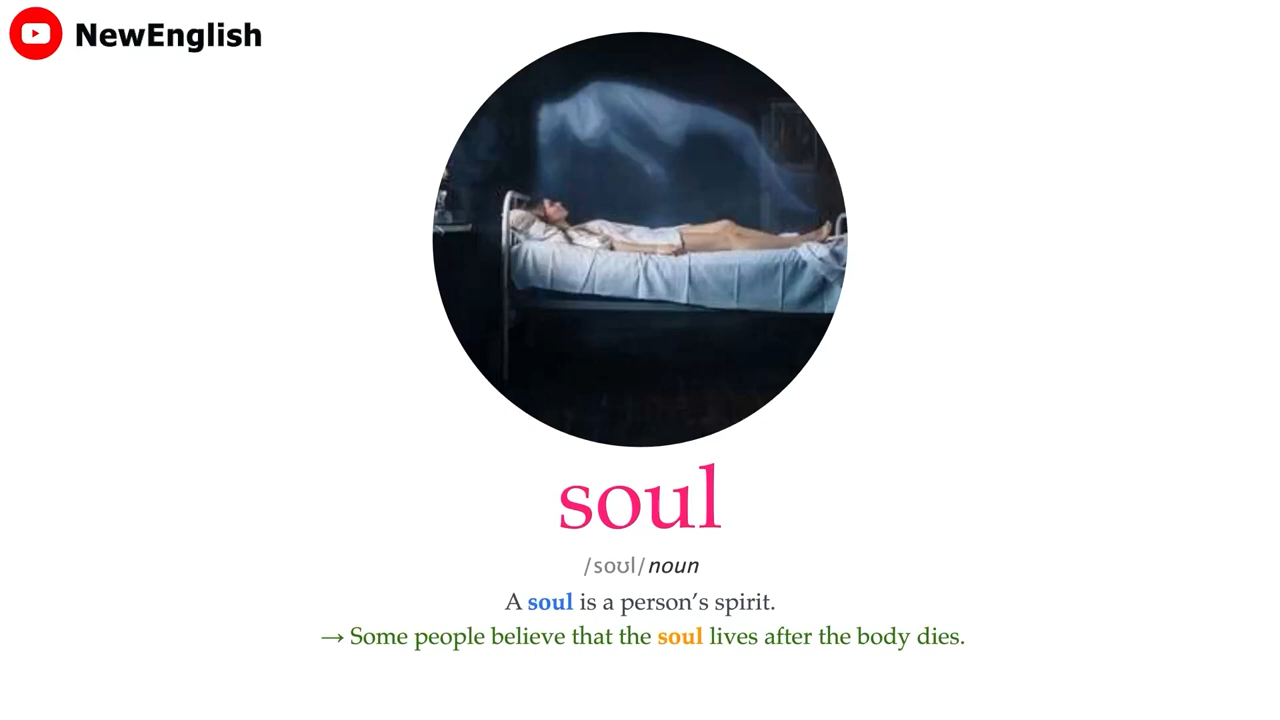 NewEnglish
soul
/soʊl/noun
A soul is a person’s spirit.
→ Some people believe that the soul lives after the body dies.